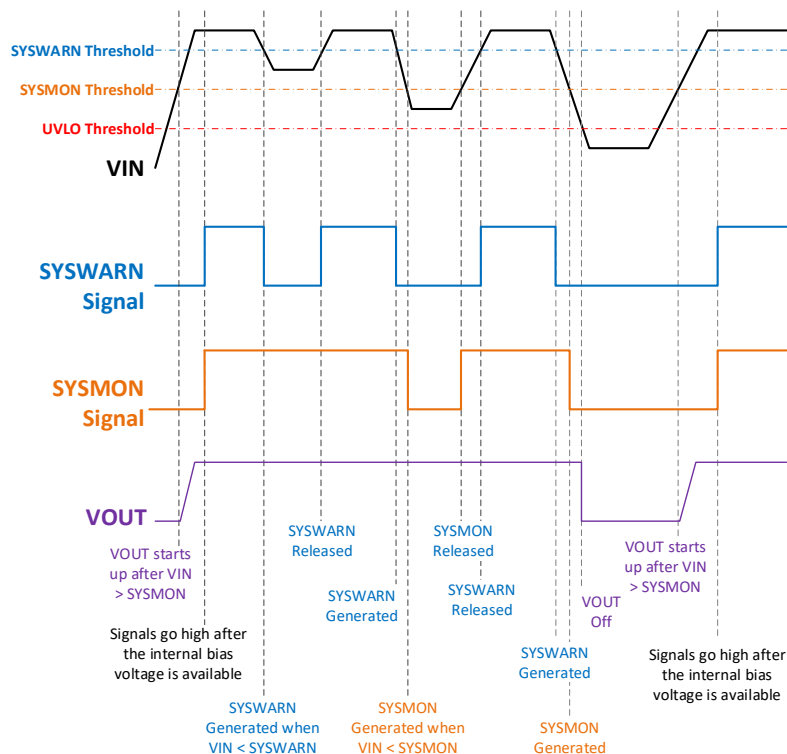 SYSWARN Threshold
SYSMON Threshold
UVLO Threshold
VIN
SYSWARN
Signal
SYSMON
Signal
VOUT
VOUT starts
up after VIN
> SYSMON
Signals go high after
the internal bias
voltage is available
SYSWARN
Generated when
VIN < SYSWARN
SYSWARN
Released
SYSWARN
Generated
SYSMON
Generated when
VIN < SYSMON
SYSMON
Released
SYSWARN
Released
SYSWARN
Generated
SYSMON
Generated
VOUT
Off
VOUT starts
up after VIN
> SYSMON
Signals go high after
the internal bias
voltage is available